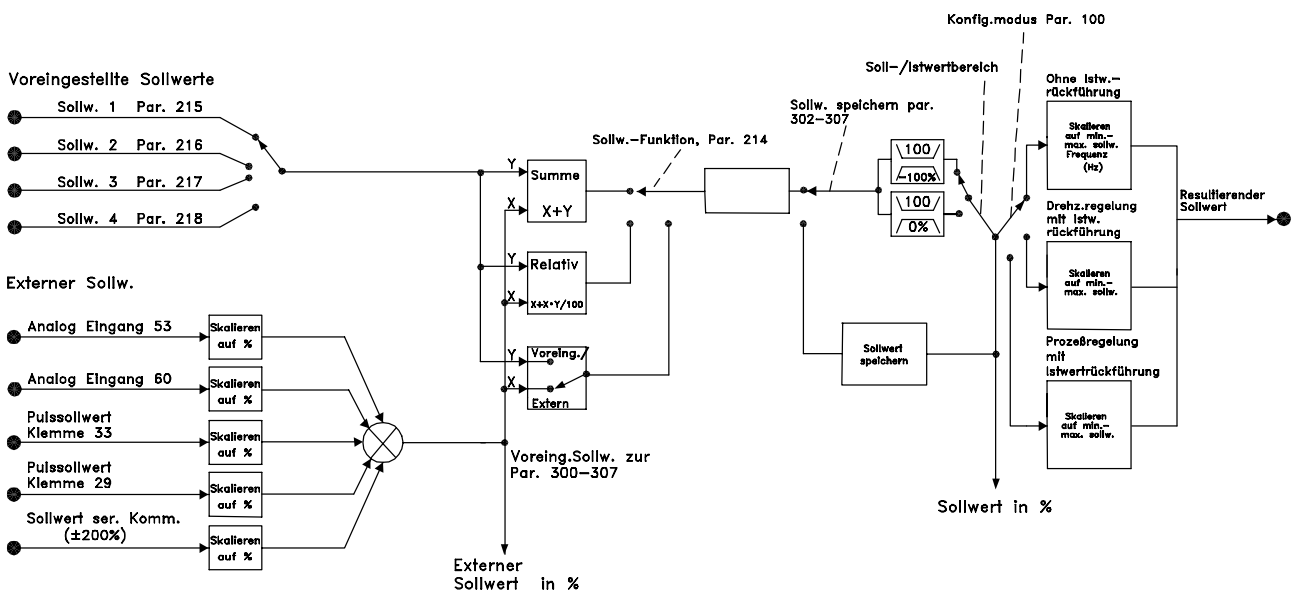 Konfig.modus Par. 100
Soll-/Istwertbereich
Voreingestellte Sollwerte
Sollw. 1 Par. 215
Sollw. 2 Par. 216
Sollw. 3 Par. 217
Sollw. 4 Par. 218
Externer Sollw.
Analog Eingang 53
Skalieren
auf %
Analog Eingang 60
Skalieren
auf %
Pulssollwert
Klemme 33
Skalieren
auf %
Pulssollwert
Klemme 29
Skalieren
auf %
Sollwert ser. Komm.
(±200%)
Skalieren
auf %
Y
Summe
X
X+Y
Y
Relativ
X
X+X*Y/100
Y
Voreing./
X
Extern
Voreing.Sollw. zur
Par. 300-307
Externer
Sollwert in %
Sollw.-Funktion, Par. 214
Sollw. speichern par.
302-307
100
-100%
100
0%
Sollwert
speichern
Sollwert in %
Ohne Istw.-
rückführung
Skalieren
auf min.-
max. sollw.
Frequenz
(Hz)
Drehz.regelung
mit Istw.
rückführung
Skalieren
auf min.-
max. sollw.
Prozeßregelung
mit
Istwertrückführung
Skalieren
auf min.-
max. sollw.
Resultierender
Sollwert